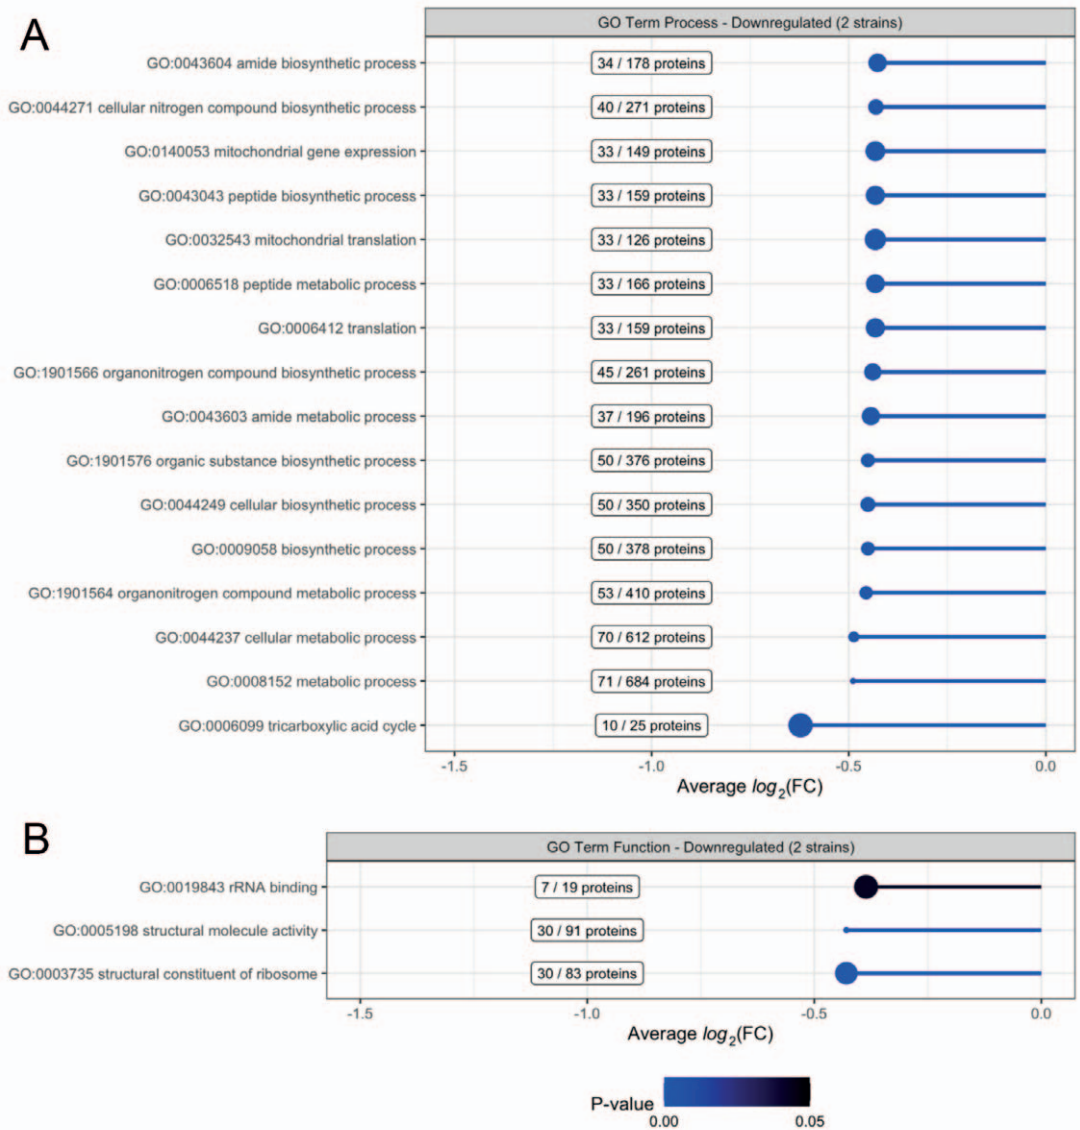 A
GO Term Process - Downregulated (2 strains)
GO:0043604 amide biosynthetic process 34 / 178 proteins
GO:0044271 cellular nitrogen compound biosynthetic process 40 / 271 proteins
GO:0140053 mitochondrial gene expression 33 / 149 proteins
GO:0043043 peptide biosynthetic process 33 / 159 proteins
GO:0032543 mitochondrial translation 33 / 126 proteins
GO:0006518 peptide metabolic process 33 / 166 proteins
GO:0006412 translation 33 / 159 proteins
GO:1901566 organonitrogen compound biosynthetic process 45 / 261 proteins
GO:0043603 amide metabolic process 37 / 196 proteins
GO:1901576 organic substance biosynthetic process 50 / 376 proteins
GO:0044249 cellular biosynthetic process 50 / 350 proteins
GO:0009058 biosynthetic process 50 / 378 proteins
GO:1901564 organonitrogen compound metabolic process 53 / 410 proteins
GO:0044237 cellular metabolic process 70 / 612 proteins
GO:0008152 metabolic process 71 / 684 proteins
GO:0006099 tricarboxylic acid cycle 10 / 25 proteins
-1.5 -1.0 -0.5 0.0
Average log2(FC)
B
GO Term Function - Downregulated (2 strains)
GO:0019843 rRNA binding 7 / 19 proteins
GO:0005198 structural molecule activity 30 / 91 proteins
GO:0003735 structural constituent of ribosome 30 / 83 proteins
-1.5 -1.0 -0.5 0.0
Average log2(FC)
P-value
0.00 0.05